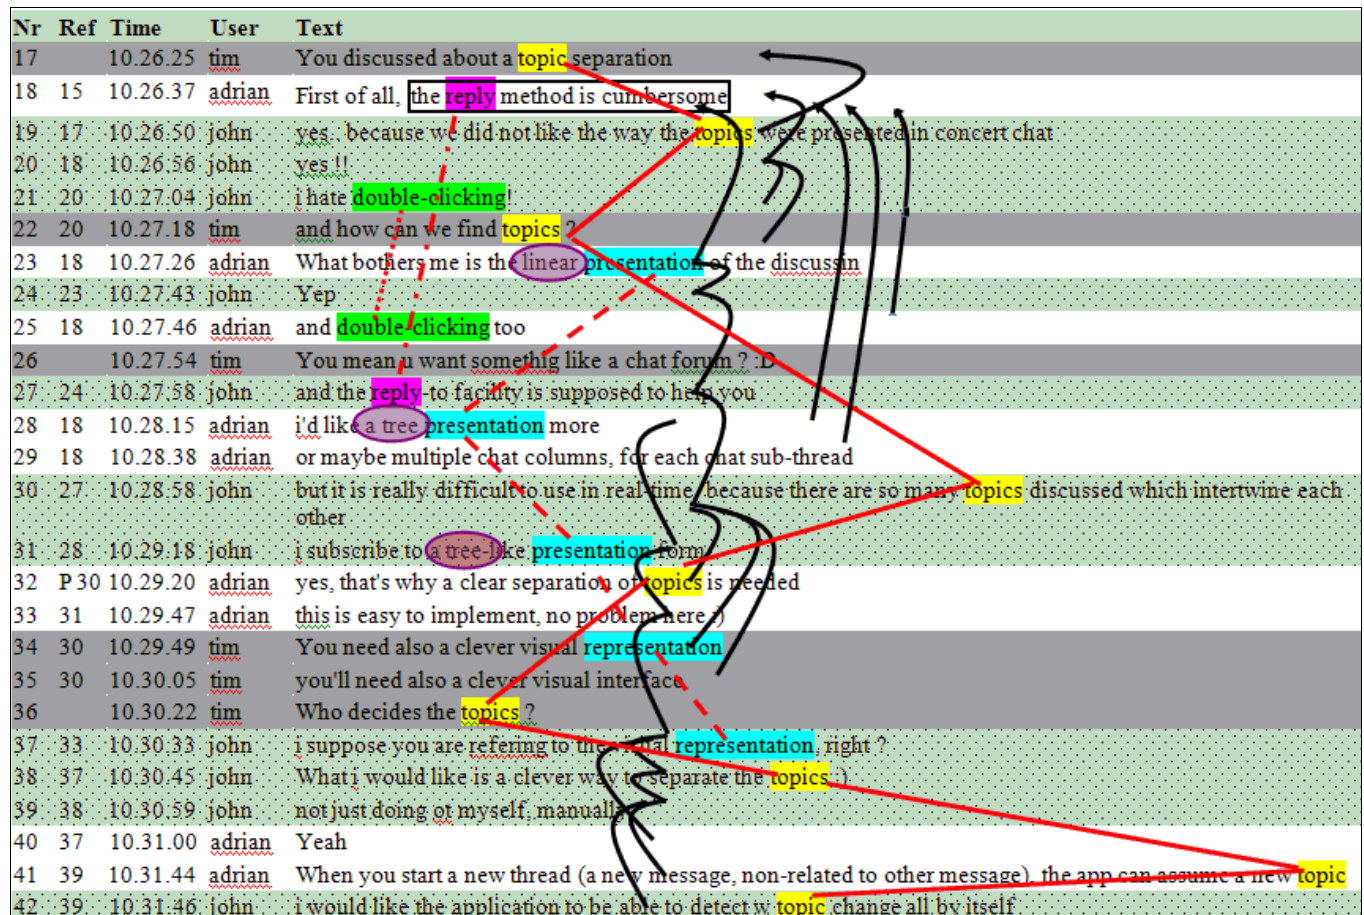 Nr Ref Time User Text
17 10.26.25 tim You discussed about a topic separation
18 15 10.26.37 adrian First of all, the reply method is cumbersome
19 17 10.26.50 john yes.. because we did not like the way the topics were presented in concert chat
20 18 10.26.56 john yes !!
21 20 10.27.04 john i hate double-clicking!
22 20 10.27.18 tim and how can we find topics ?
23 18 10.27.26 adrian What bothers me is the linear presentation of the discussin
24 23 10.27.43 john Yep
25 18 10.27.46 adrian and double-clicking too
26 10.27.54 tim You mean u want somethig like a chat forum ? :D
27 24 10.27.58 john and the reply-to facility is supposed to help you
28 18 10.28.15 adrian i'd like a tree presentation more
29 18 10.28.38 adrian or maybe multiple chat columns, for each chat sub-thread
30 27 10.28.58 john but it is really difficult to use in real-time, because there are so many topics discussed which intertwine each
other
31 28 10.29.18 john i subscribe to a tree-like presentation form
32 P 30 10.29.20 adrian yes, that's why a clear separation of topics is needed
33 31 10.29.47 adrian this is easy to implement, no problem here :)
34 30 10.29.49 tim You need also a clever visual representation
35 30 10.30.05 tim you'll need also a clever visual interface
36 10.30.22 tim Who decides the topics ?
37 33 10.30.33 john i suppose you are refering to the visual representation, right ?
38 37 10.30.45 john What i would like is a clever way to separate the topics :)
39 38 10.30.59 john not just doing ot myself, manually
40 37 10.31.00 adrian Yeah
41 39 10.31.44 adrian When you start a new thread (a new message, non-related to other message), the app can assume a new topic
42 39 10.31.46 john i would like the application to be able to detect w topic change all by itself